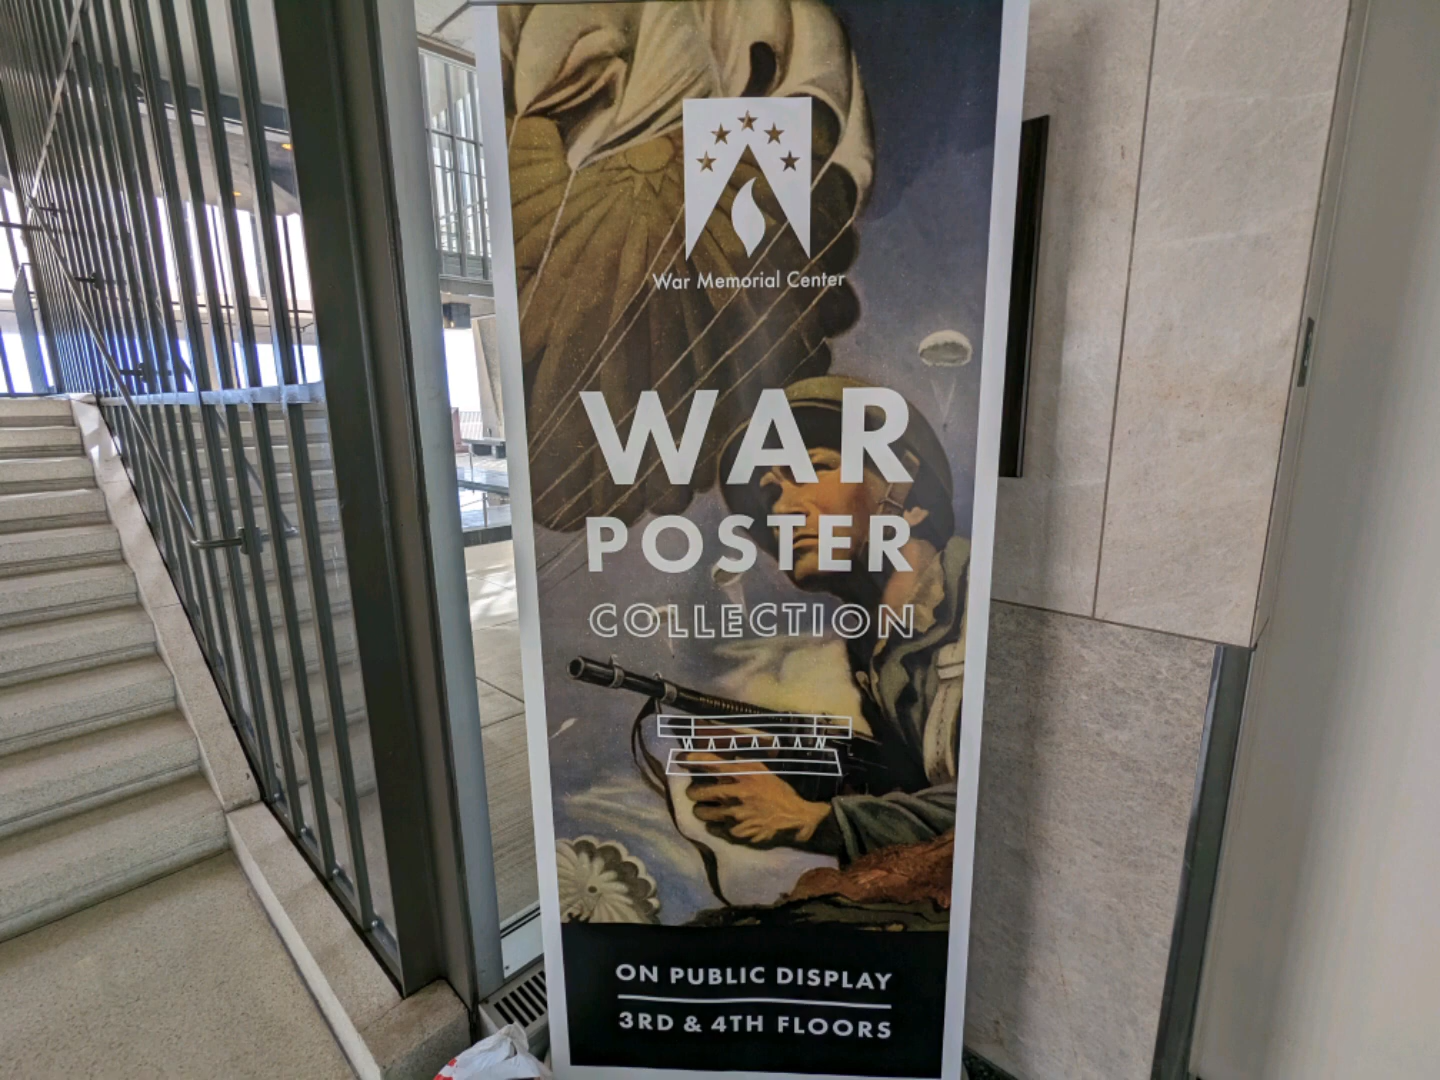 War Memorial Center
WAR
POSTER
COLLECTION
ON PUBLIC DISPLAY
3RD & 4TH FLOORS